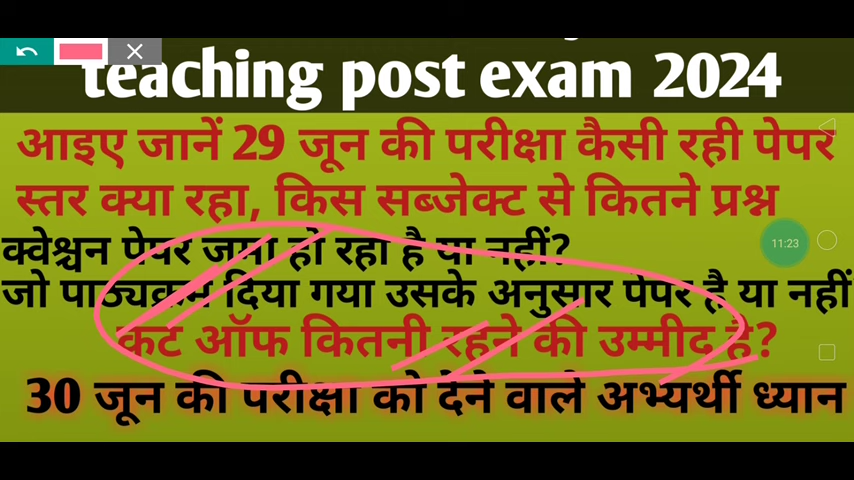 teaching post exam 2024
आइए जानें 29 जून की परीक्षा कैसी रही पेपर
स्तर क्या रहा, किस सब्जेक्ट से कितने प्रश्न
क्वेश्चन पेपर जमा हो रहा है या नहीं?
11:23
जो पाठ्यक्रम दिया गया उसके अनुसार पेपर है या नहीं
कट ऑफ कितनी रहने की उम्मीद है?
30 जून की परीक्षा को देने वाले अभ्यर्थी ध्यान